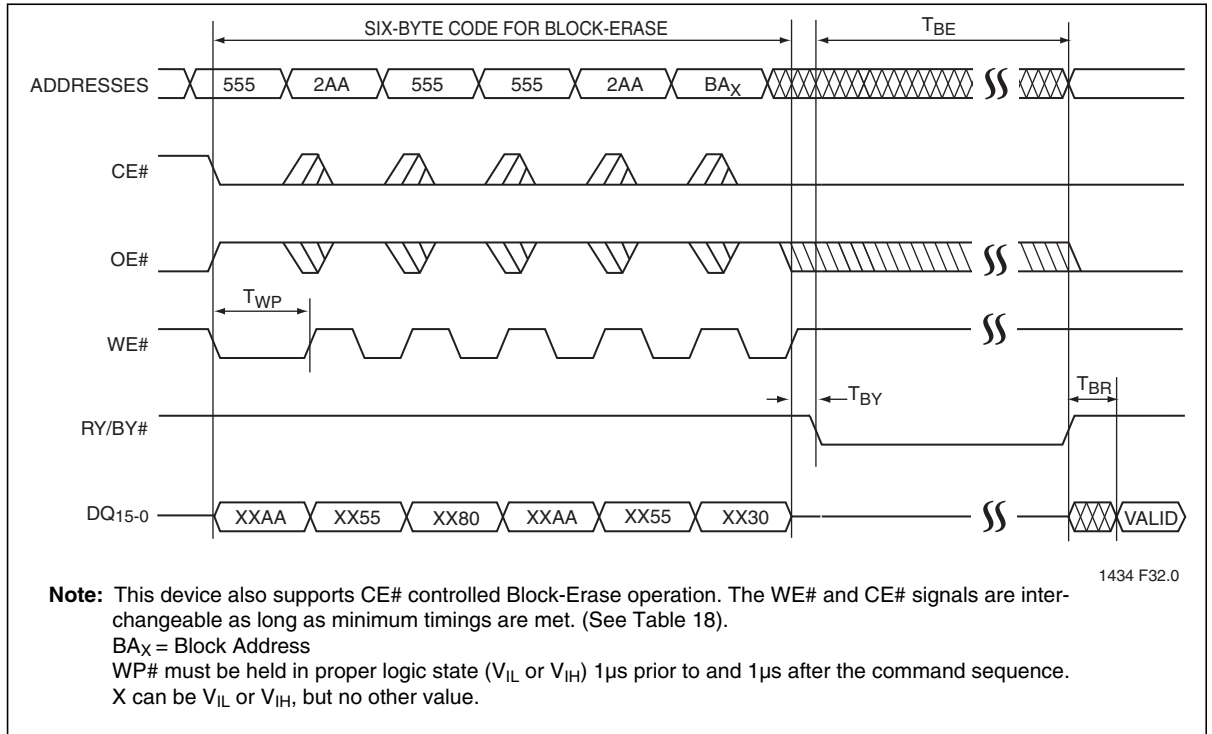 SIX-BYTE CODE FOR BLOCK-ERASE
TBE
ADDRESSES
555
2AA
555
555
2AA
BAX
CE#
OE#
TWP
WE#
TBY
TBR
RY/BY#
DQ15-0
XXAA
XX55
XX80
XXAA
XX55
XX30
VALID
1434 F32.0
Note: This device also supports CE# controlled Block-Erase operation. The WE# and CE# signals are inter-
changeable as long as minimum timings are met. (See Table 18).
BAX = Block Address
WP# must be held in proper logic state (VIL or VIH) 1µs prior to and 1µs after the command sequence.
X can be VIL or VIH, but no other value.